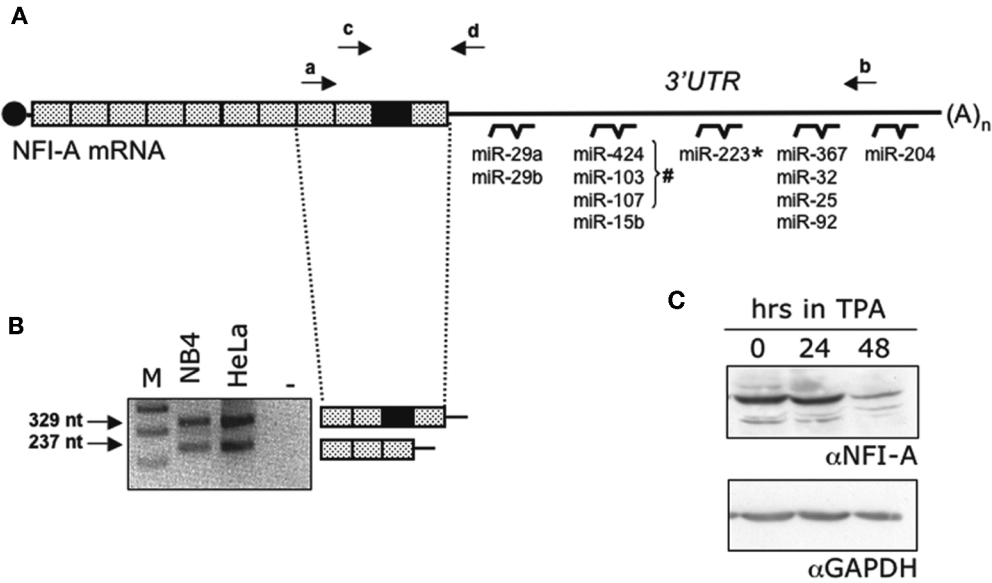 A
c
d
a
3'UTR
b
(A)n
NFI-A mRNA
miR-29a
miR-29b
miR-424
miR-103
miR-107
miR-15b
#
miR-223*
miR-367
miR-32
miR-25
miR-92
miR-204
B
M
NB4
HeLa
-
329 nt
237 nt
C
hrs in TPA
0 24 48
αNFI-A
αGAPDH